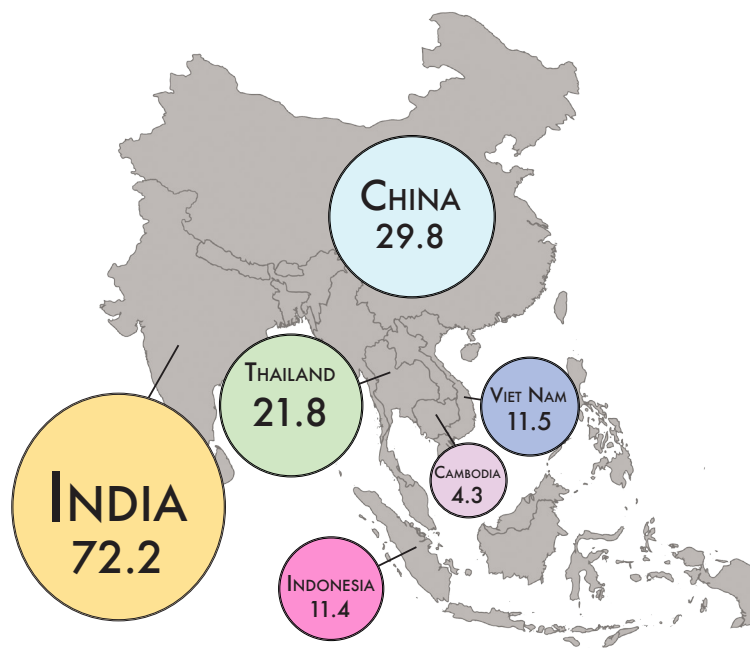 CHINA
29.8
THAILAND
21.8
VIET NAM
11.5
CAMBODIA
4.3
INDIA
72.2
INDONESIA
11.4